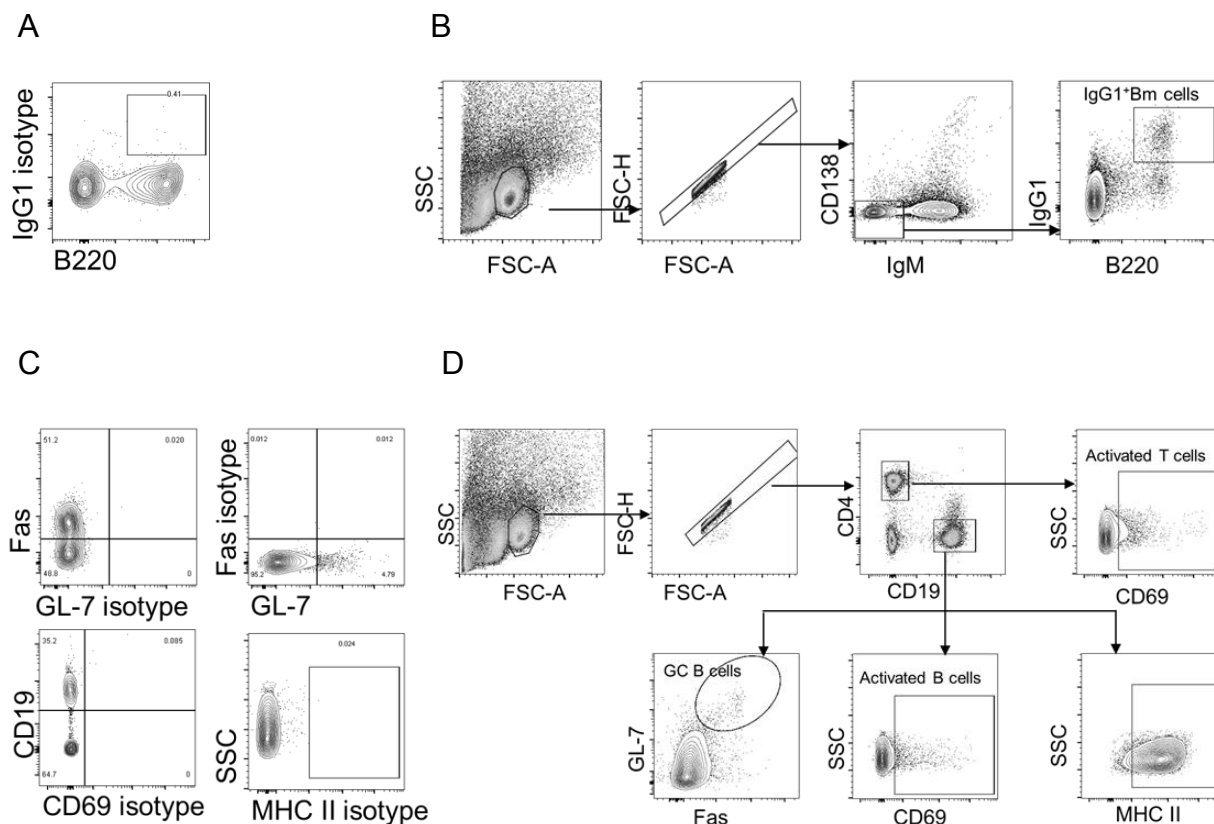 A
B
IgG1 isotype
0.41
B220
SSC
FSC-A
FSC-H
FSC-A
CD138
IgM
IgG1
IgG1⁺Bm cells
B220
C
D
Fas
51.2
0.020
48.8
0
GL-7 isotype
Fas isotype
0.012
0.012
95.2
4.79
GL-7
CD19
35.2
0.085
64.7
0
CD69 isotype
SSC
0.024
MHC II isotype
SSC
FSC-A
FSC-H
FSC-A
CD4
CD19
Activated T cells
SSC
CD69
GC B cells
GL-7
Fas
Activated B cells
SSC
CD69
SSC
MHC II